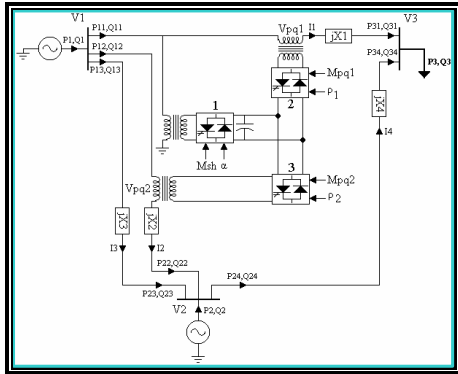 V1
P11,Q11
Vpq1
I1
jX1
P31,Q31
V3
P1,Q1
P12,Q12
P13,Q13
P34,Q34
P3,Q3
Mpq1
ρ1
2
1
jX4
Msh α
I4
3
Mpq2
ρ2
Vpq2
jX3
jX2
I3
I2
P22,Q22
P24,Q24
P23,Q23
V2
P2,Q2